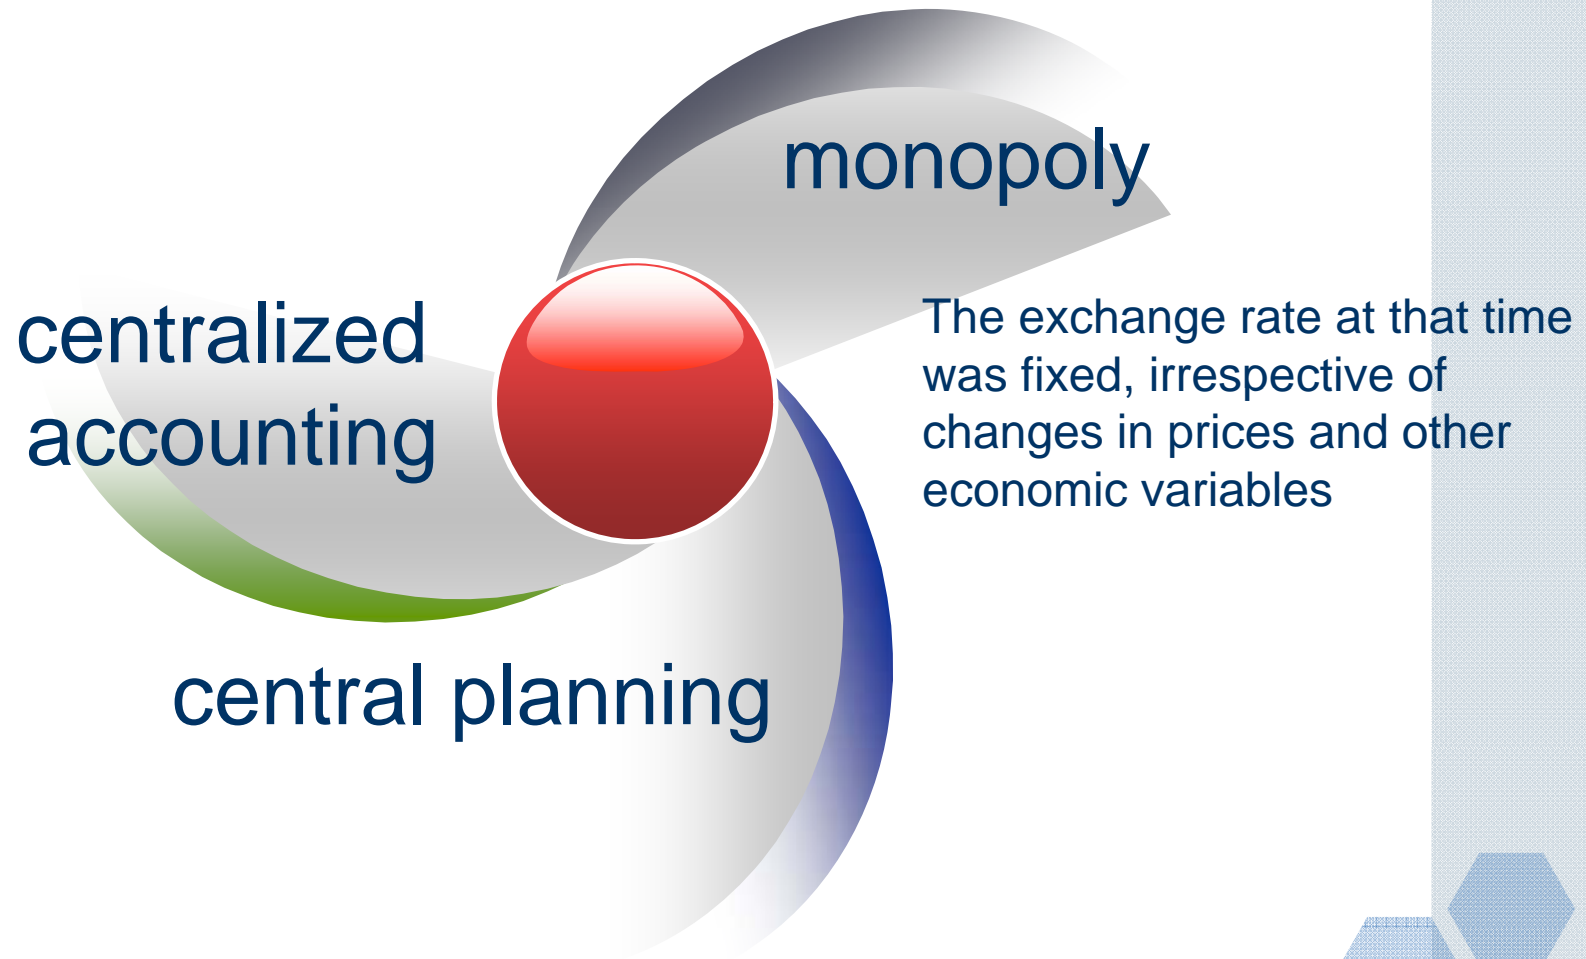 monopoly
centralized
accounting
The exchange rate at that time
was fixed, irrespective of
changes in prices and other
economic variables
central planning